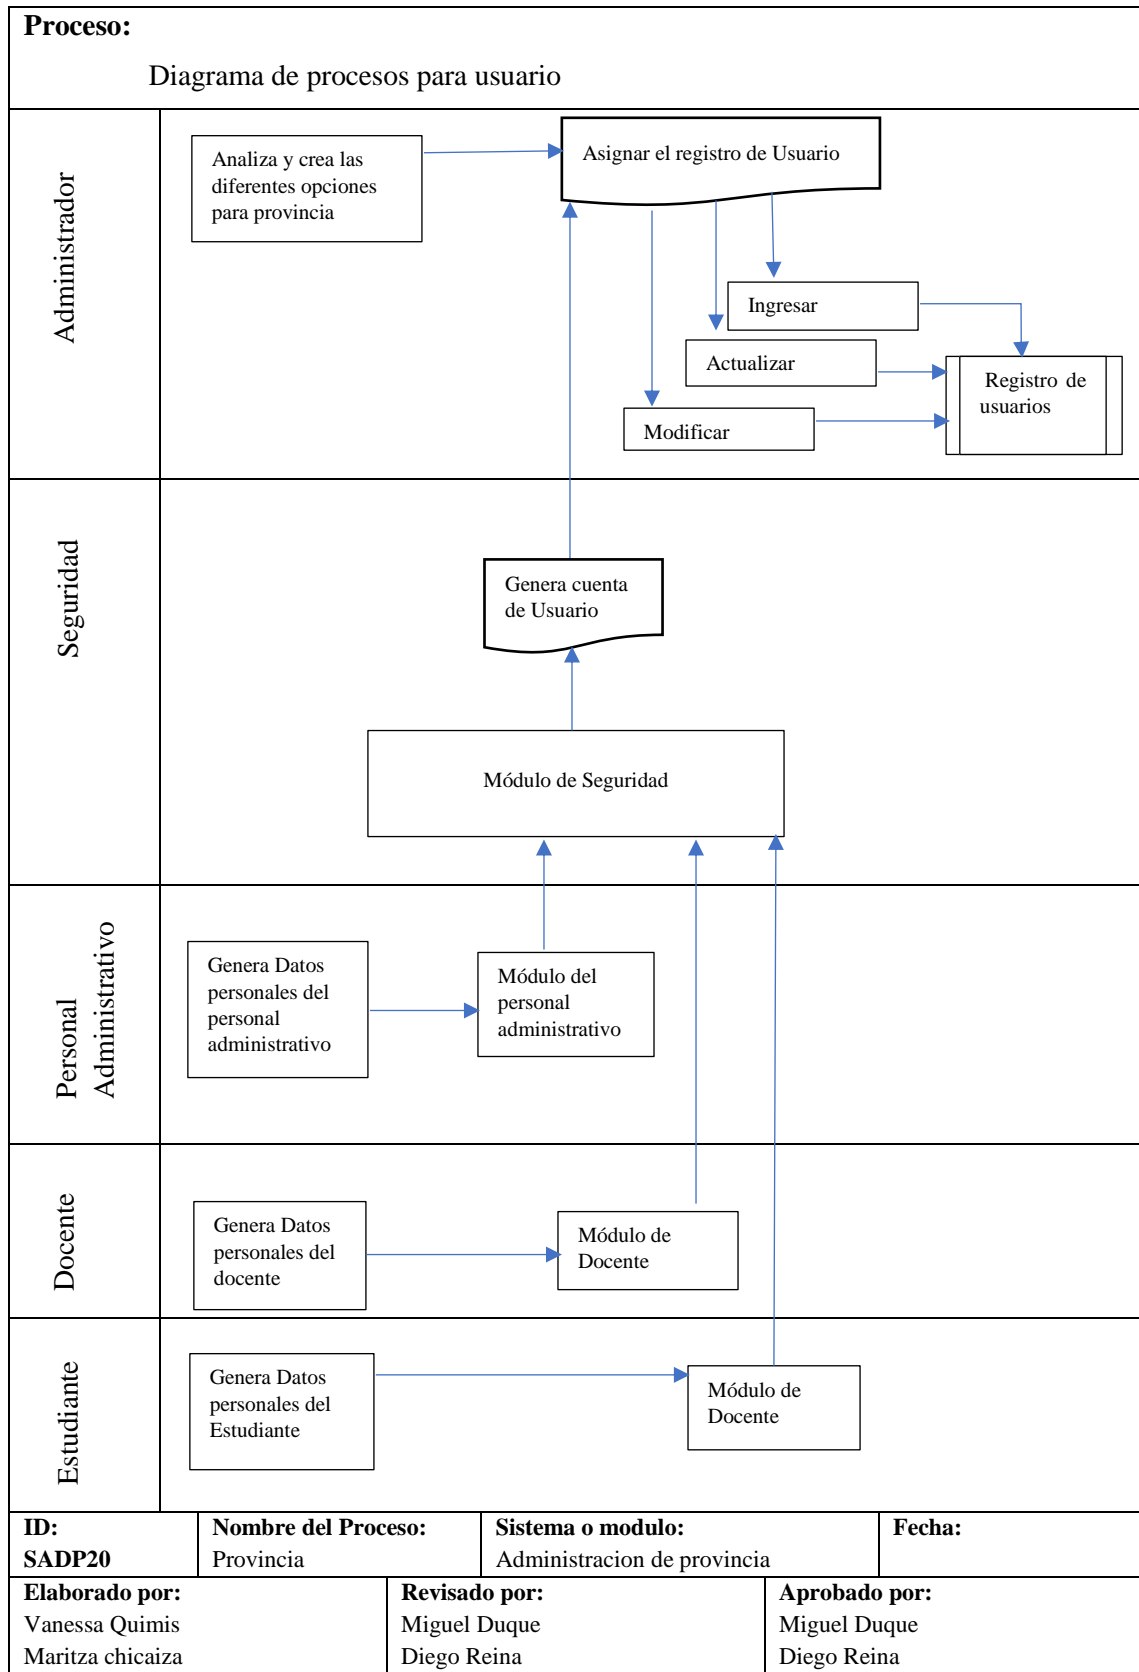 Proceso:
Diagrama de procesos para usuario
Administrador
Analiza y crea las
diferentes opciones
para provincia
Asignar el registro de Usuario
Ingresar
Actualizar
Modificar
Registro de
usuarios
Seguridad
Genera cuenta
de Usuario
Módulo de Seguridad
Personal
Administrativo
Genera Datos
personales del
personal
administrativo
Módulo del
personal
administrativo
Docente
Genera Datos
personales del
docente
Módulo de
Docente
Estudiante
Genera Datos
personales del
Estudiante
Módulo de
Docente
ID:
SADP20
Nombre del Proceso:
Provincia
Sistema o modulo:
Administracion de provincia
Fecha:
Elaborado por:
Vanessa Quimis
Maritza chicaiza
Revisado por:
Miguel Duque
Diego Reina
Aprobado por:
Miguel Duque
Diego Reina